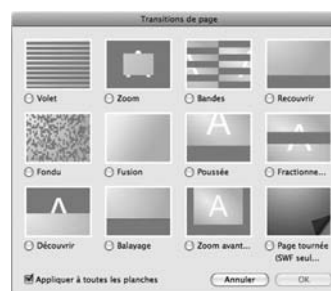 Transitions de page
Volet Zoom Bandes Recouvrir
Fondu Fusion Poussée Fractionne...
Découvrir Balayage Zoom avant... Page tournée
(SWF seul...
Appliquer à toutes les planches Annuler OK